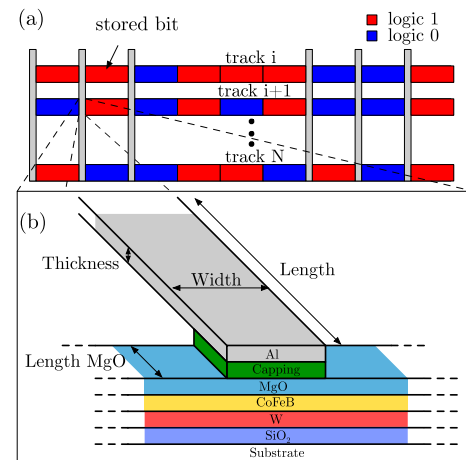 (a)
stored bit
logic 1
logic 0
track i
track i+1
track N
(b)
Thickness
Width
Length
Length MgO
Al
Capping
MgO
CoFeB
W
SiO₂
Substrate